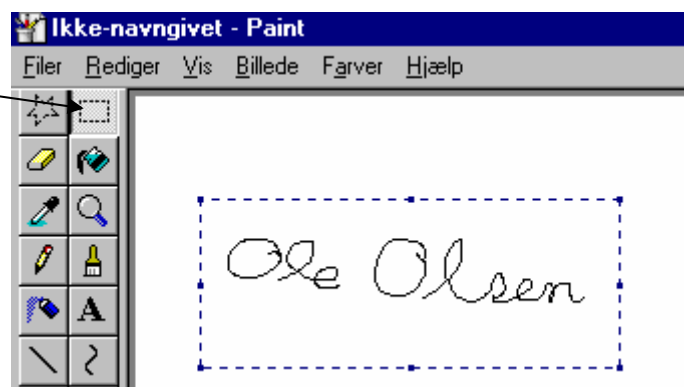 Ikke-navngivet - Paint
Filer Rediger Vis Billede Farver Hjælp
A
Ole Olsen